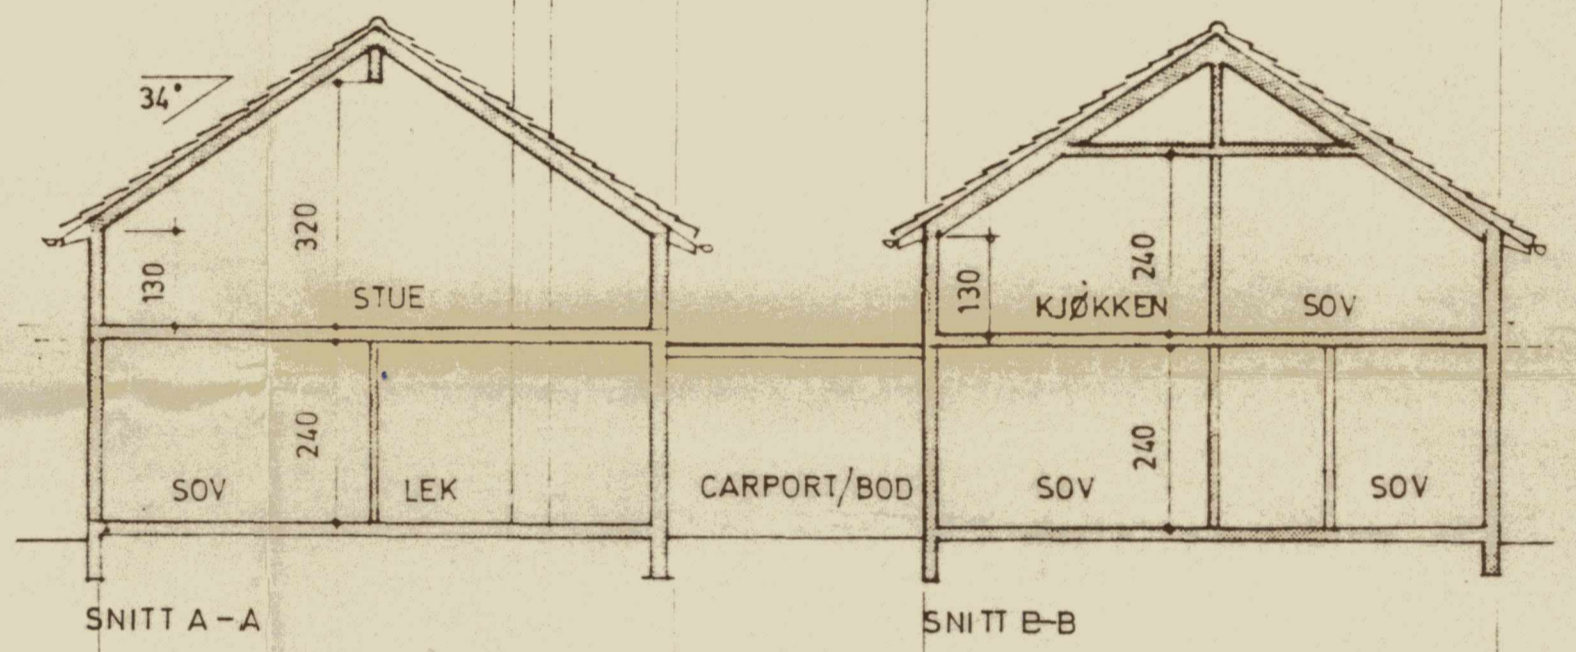 34°
320
130
STUE
240
SOV
LEK
CARPORT/BOD
SNITT A-A
240
130
KJØKKEN
SOV
240
SOV
SOV
SNITT B-B